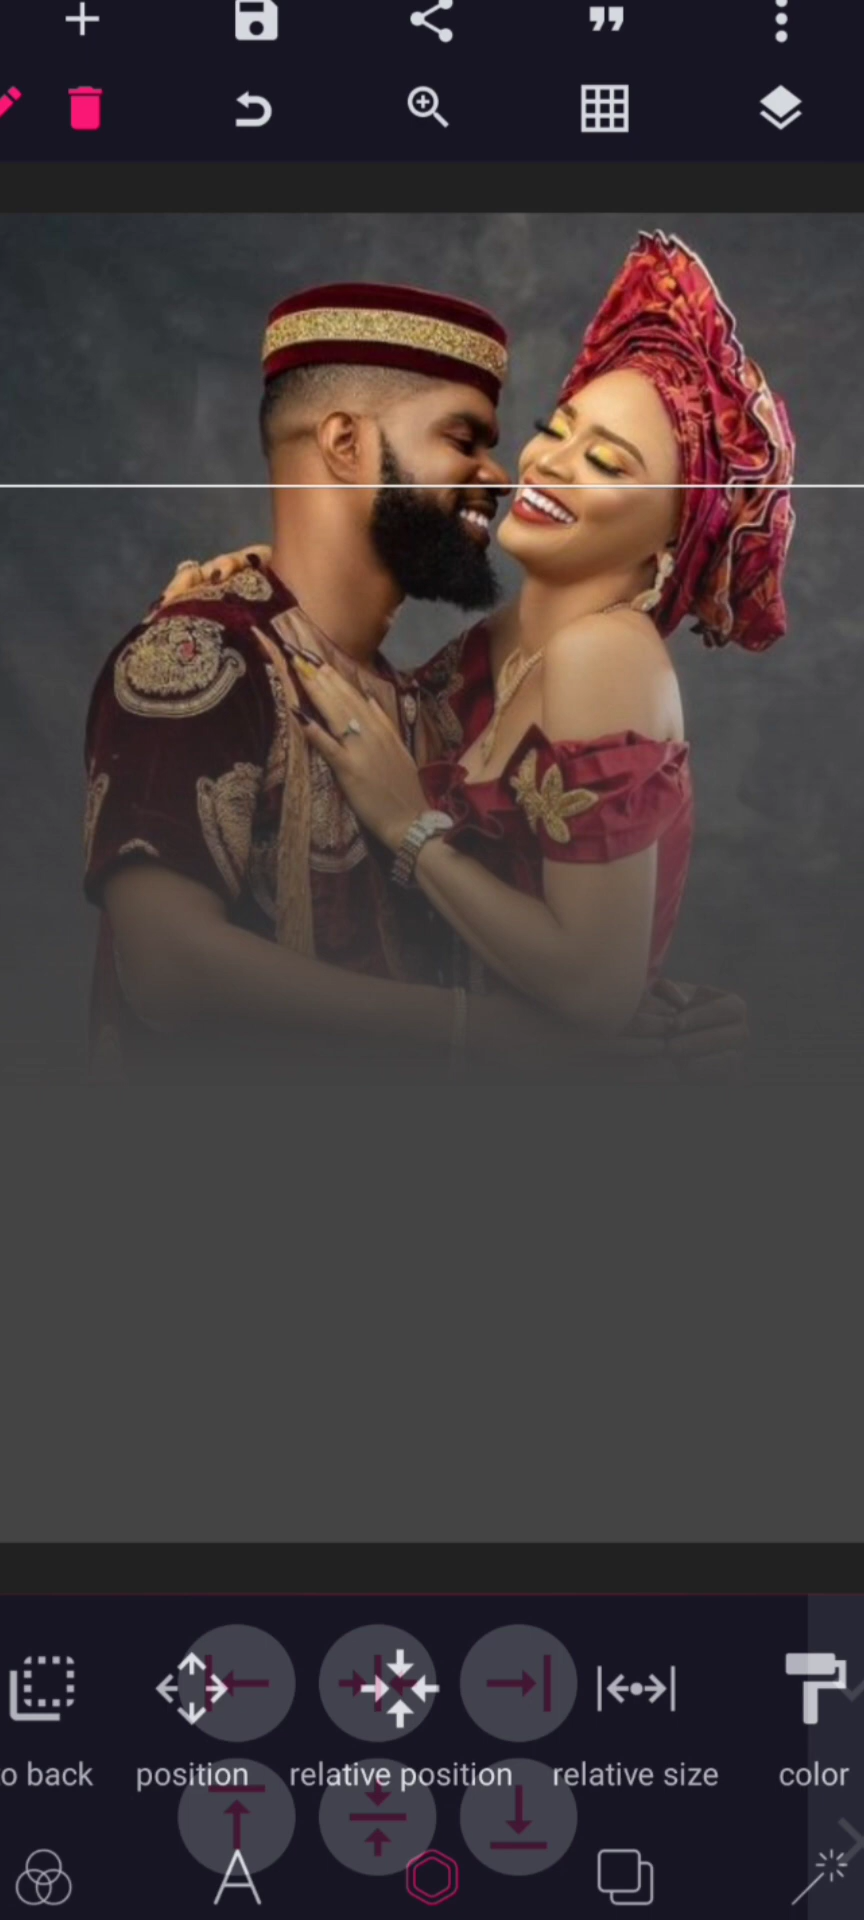 o back
position
relative position
relative size
color